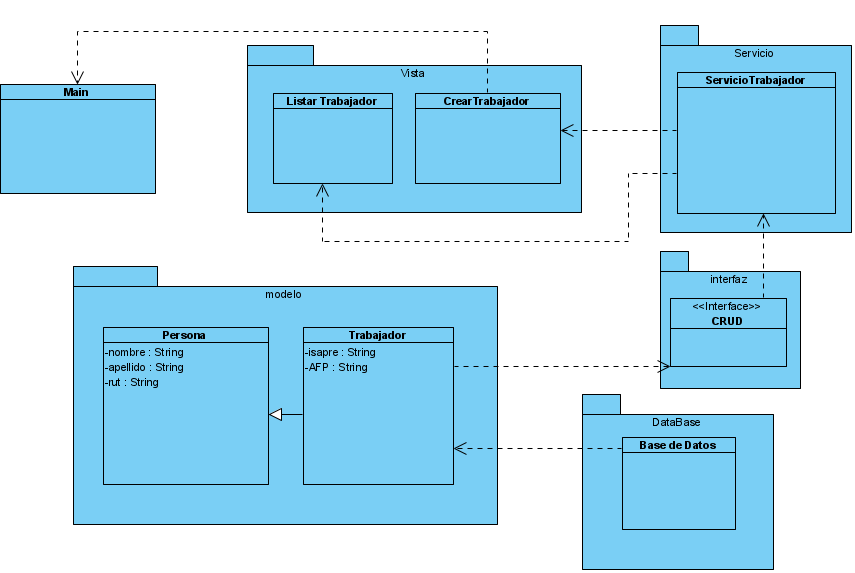 Main
Vista
Listar Trabajador
CrearTrabajador
Servicio
ServicioTrabajador
modelo
Persona
-nombre : String
-apellido : String
-rut : String
Trabajador
-isapre : String
-AFP : String
interfaz
<<Interface>>
CRUD
DataBase
Base de Datos